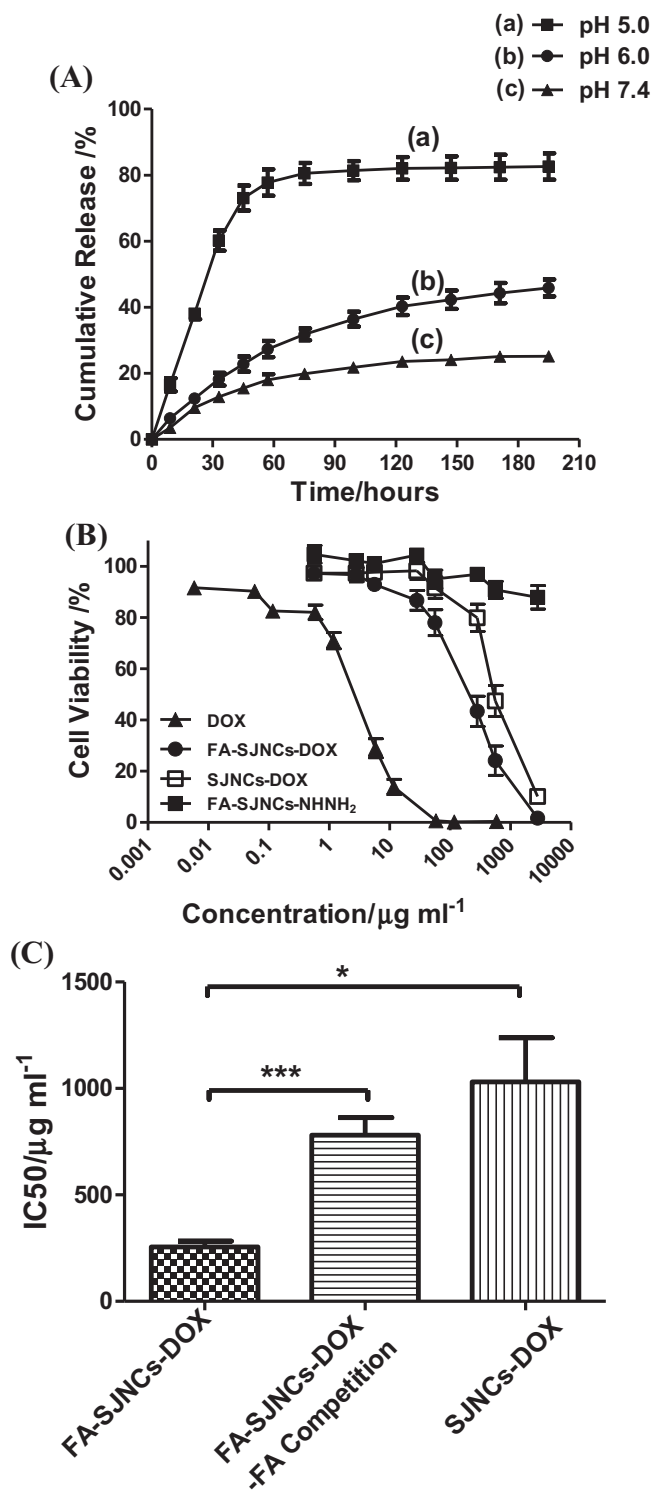 (a) pH 5.0
(b) pH 6.0
(c) pH 7.4
(A)
Cumulative Release /%
100
80
60
40
20
0
(a)
(b)
(c)
0 30 60 90 120 150 180 210
Time/hours
(B)
Cell Viability /%
100
80
60
40
20
0
DOX
FA-SJNCs-DOX
SJNCs-DOX
FA-SJNCs-NHNH₂
0.001 0.01 0.1 1 10 100 1000 10000
Concentration/μg ml⁻¹
(C)
IC50/μg ml⁻¹
1500
1000
500
0
*
***
FA-SJNCs-DOX
FA-SJNCs-DOX
-FA Competition
SJNCs-DOX